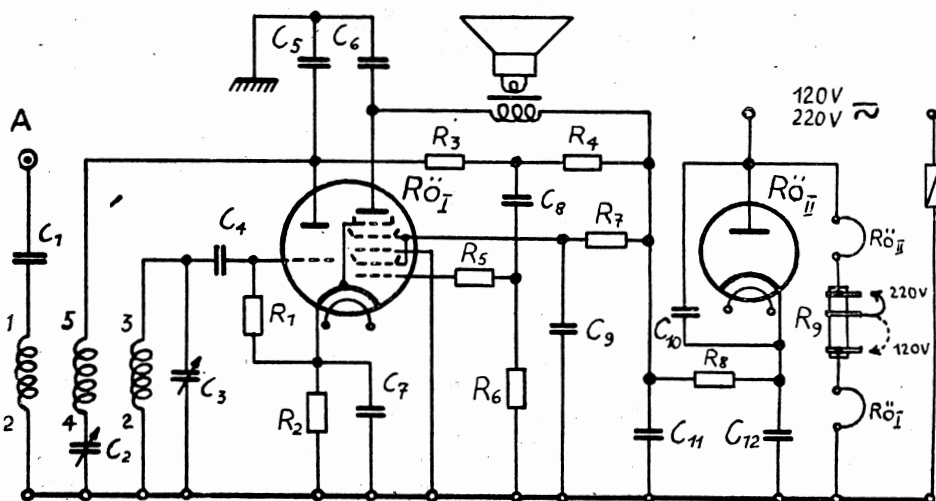 C5
C6
120V
220V
A
R3
R4
RöI
RöII
C4
C8
R7
C1
R5
RöII
1
5
3
R1
C9
C10
R9
220V
120V
C3
R8
C7
R6
2
4
2
C2
R2
C11
C12
RöI